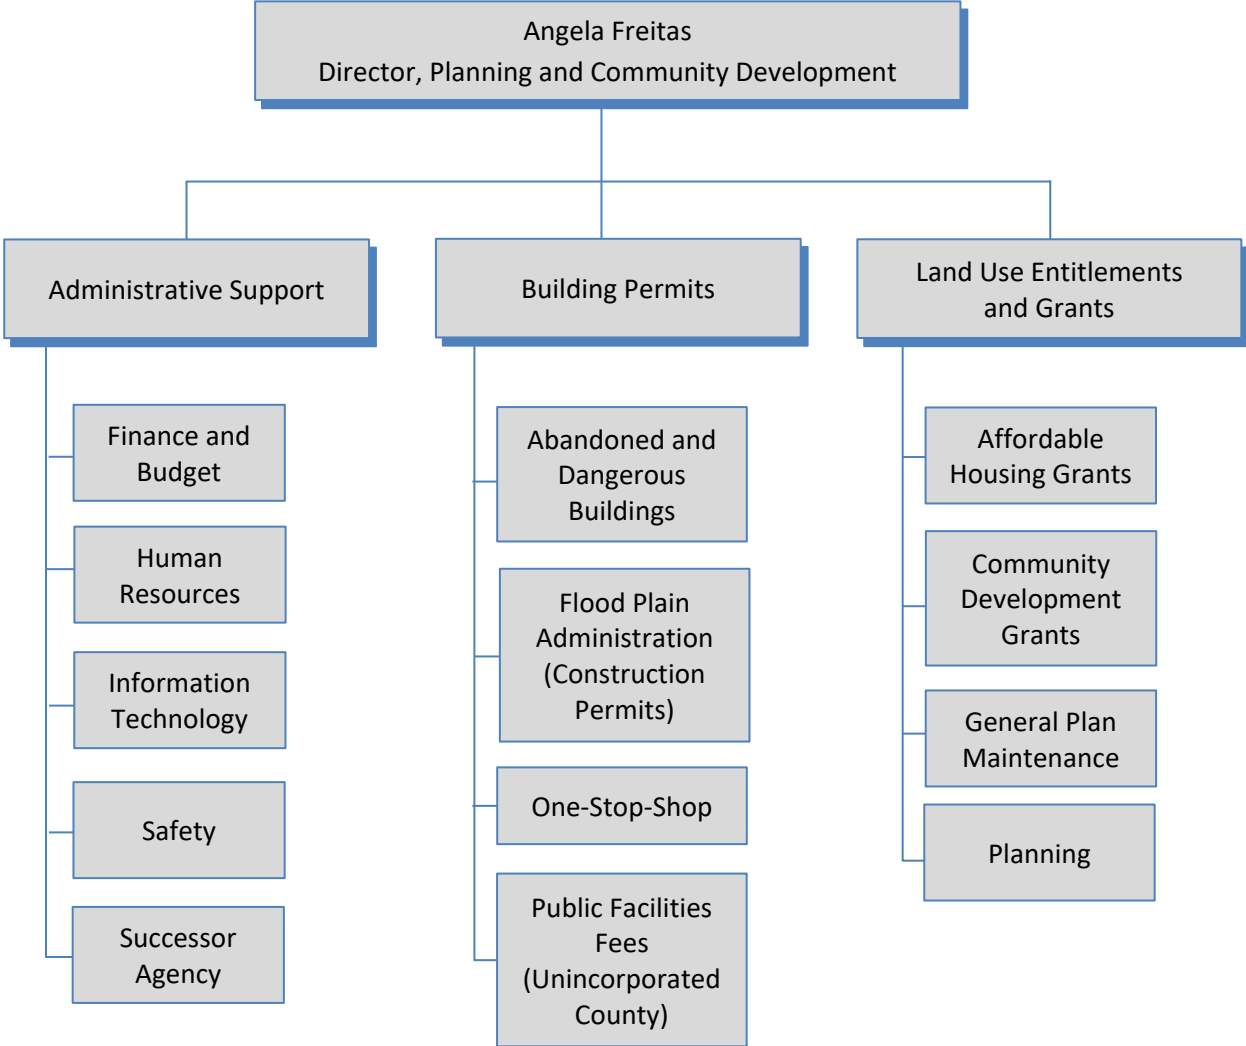 Angela Freitas
Director, Planning and Community Development
Administrative Support
Building Permits
Land Use Entitlements
and Grants
Finance and
Budget
Human
Resources
Information
Technology
Safety
Successor
Agency
Abandoned and
Dangerous
Buildings
Flood Plain
Administration
(Construction
Permits)
One-Stop-Shop
Public Facilities
Fees
(Unincorporated
County)
Affordable
Housing Grants
Community
Development
Grants
General Plan
Maintenance
Planning